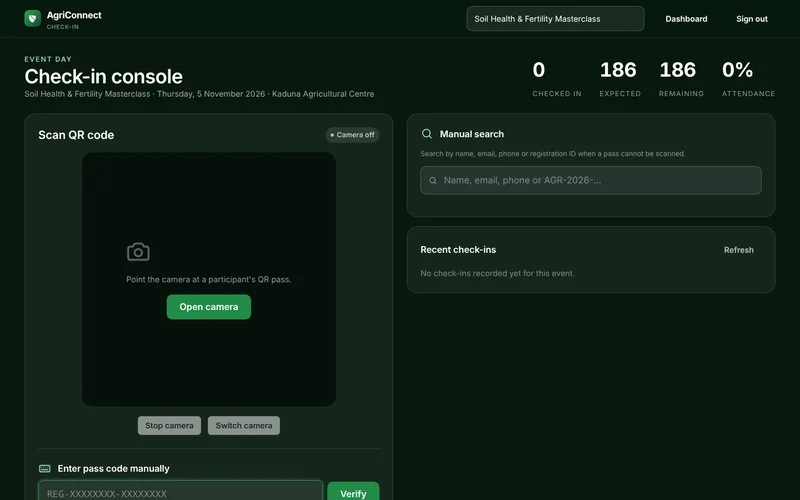 AgriConnect
CHECK-IN
Soil Health & Fertility Masterclass
Dashboard
Sign out
EVENT DAY
Check-in console
Soil Health & Fertility Masterclass · Thursday, 5 November 2026 · Kaduna Agricultural Centre
0
CHECKED IN
186
EXPECTED
186
REMAINING
0%
ATTENDANCE
Scan QR code
Camera off
Point the camera at a participant's QR pass.
Open camera
Stop camera
Switch camera
Enter pass code manually
REG-XXXXXXXX-XXXXXXXX
Verify
Manual search
Search by name, email, phone or registration ID when a pass cannot be scanned.
Name, email, phone or AGR-2026-...
Recent check-ins
Refresh
No check-ins recorded yet for this event.